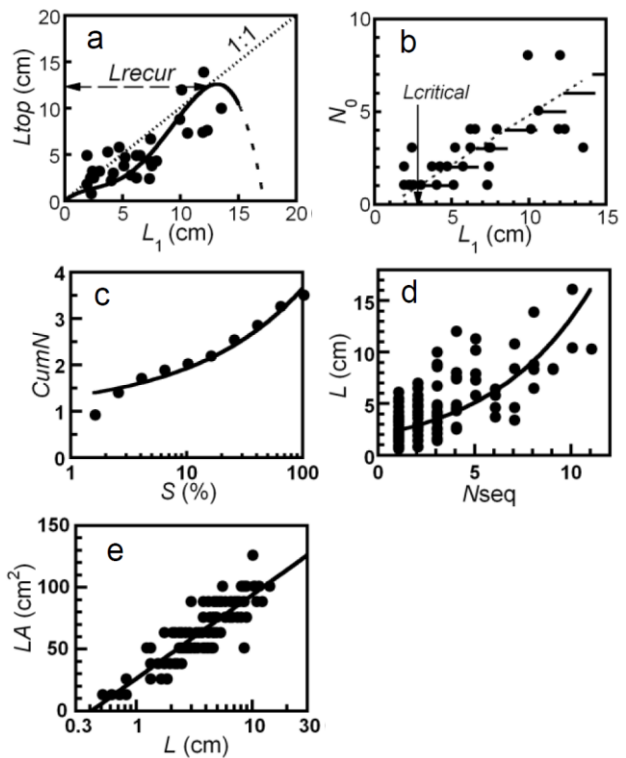 a
20
15
10
5
0
Ltop (cm)
Lrecur
1:1
0 5 10 15 20
L1 (cm)
b
10
5
0
N0
Lcritical
0 5 10 15
L1 (cm)
c
4
3
2
1
0
CumN
1 10 100
S (%)
d
15
10
5
0
L (cm)
0 5 10
Nseq
e
150
100
50
0
LA (cm2)
0.3 1 10 30
L (cm)